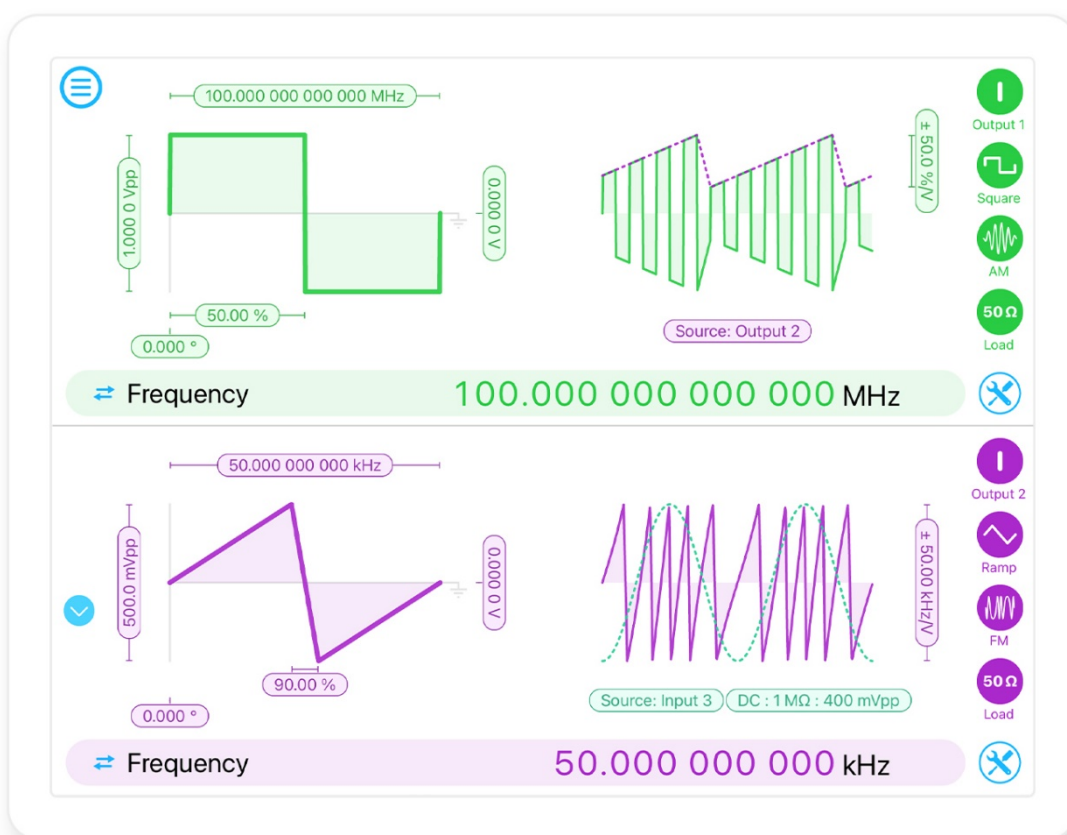 100.000 000 000 000 MHz
1.000 0 Vpp
0.000 0 V
50.00 %
0.000 °
± 50.0 %/V
Source: Output 2
Output 1
Square
AM
50 Ω
Load
Frequency
100.000 000 000 000 MHz
50.000 000 000 kHz
500.0 mVpp
0.000 0 V
90.00 %
0.000 °
± 50.00 kHz/V
Source: Input 3
DC : 1 MΩ : 400 mVpp
Output 2
Ramp
FM
50 Ω
Load
Frequency
50.000 000 000 kHz